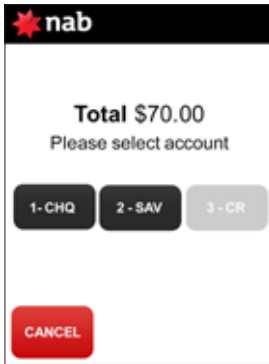 nab
Total $70.00
Please select account
1-CHQ 2-SAV 3-CR
CANCEL